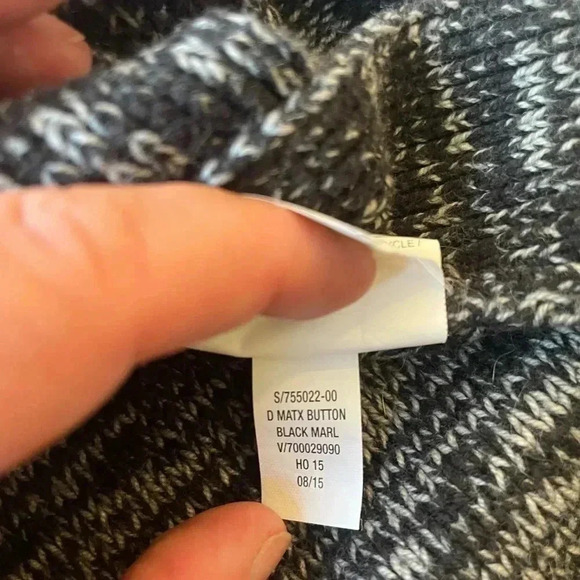 S/755022-00
D MATX BUTTON
BLACK MARL
V/700029090
HO 15
08/15